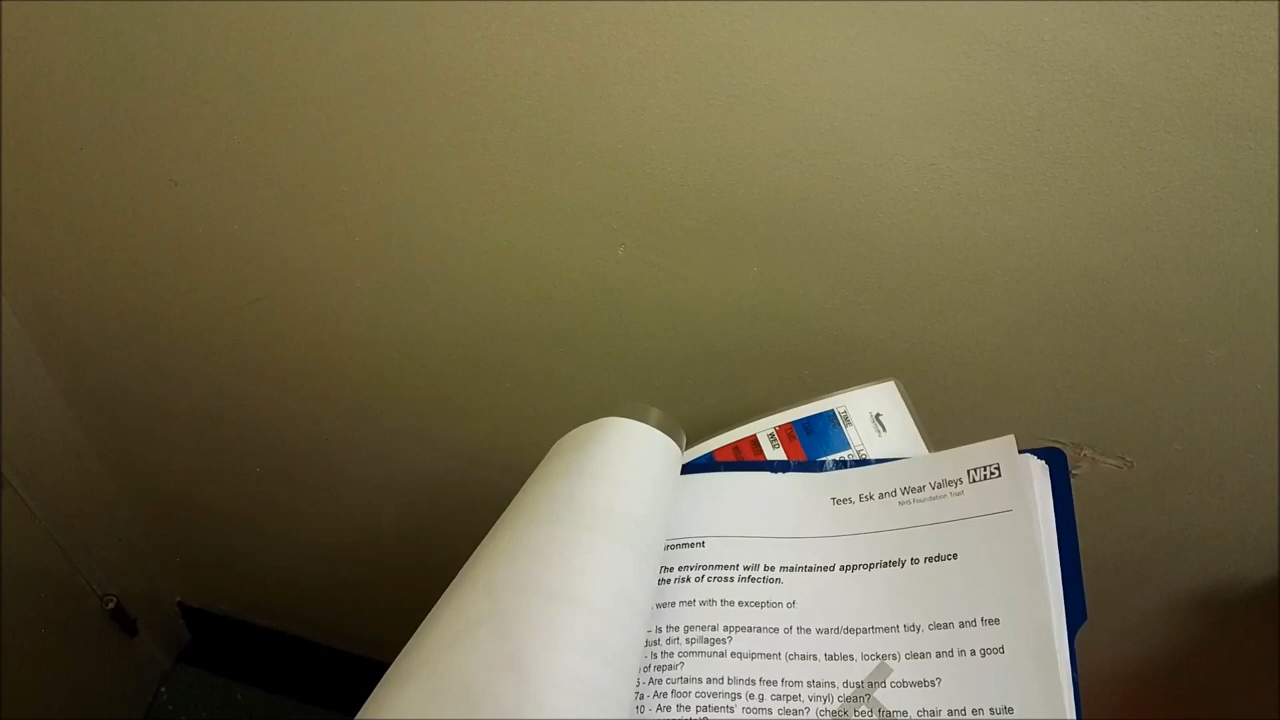 TIME
WED
Tees, Esk and Wear Valleys NHS
NHS Foundation Trust
ironment
The environment will be maintained appropriately to reduce
the risk of cross infection.
were met with the exception of:
– Is the general appearance of the ward/department tidy, clean and free
dust, dirt, spillages?
- Is the communal equipment (chairs, tables, lockers) clean and in a good
of repair?
5 - Are curtains and blinds free from stains, dust and cobwebs?
7a - Are floor coverings (e.g. carpet, vinyl) clean?
10 - Are the patients' rooms clean? (check bed frame, chair and en suite